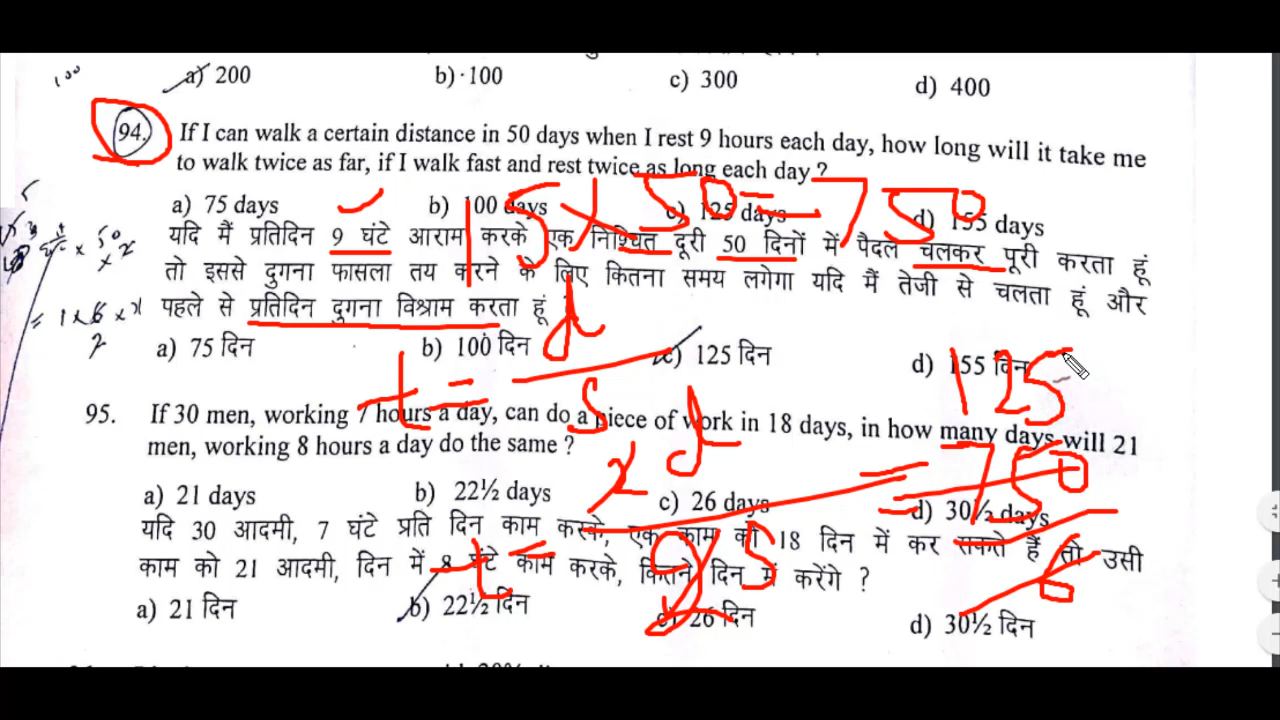 100
a) 200 b) 100 c) 300 d) 400
94. If I can walk a certain distance in 50 days when I rest 9 hours each day, how long will it take me
to walk twice as far, if I walk fast and rest twice as long each day ?
a) 75 days b) 100 days c) 125 days d) 155 days
15 x 50 = 750
यदि मैं प्रतिदिन 9 घंटे आराम करके एक निश्चित दूरी 50 दिनों में पैदल चलकर पूरी करता हूं
तो इससे दुगना फासला तय करने के लिए कितना समय लगेगा यदि मैं तेजी से चलता हूं और
पहले से प्रतिदिन दुगना विश्राम करता हूं
a) 75 दिन b) 100 दिन c) 125 दिन d) 155 दिन
t = d
s
125
95. If 30 men, working 7 hours a day, can do a piece of work in 18 days, in how many days will 21
men, working 8 hours a day do the same ?
2d = 750
a) 21 days b) 22½ days c) 26 days d) 30½ days
यदि 30 आदमी, 7 घंटे प्रति दिन काम करके, एक काम को 18 दिन में कर सकते हैं तो उसी
काम को 21 आदमी, दिन में 8 घंटे काम करके, कितने दिन में करेंगे ?
t = 2s 6
a) 21 दिन b) 22½ दिन c) 26 दिन d) 30½ दिन